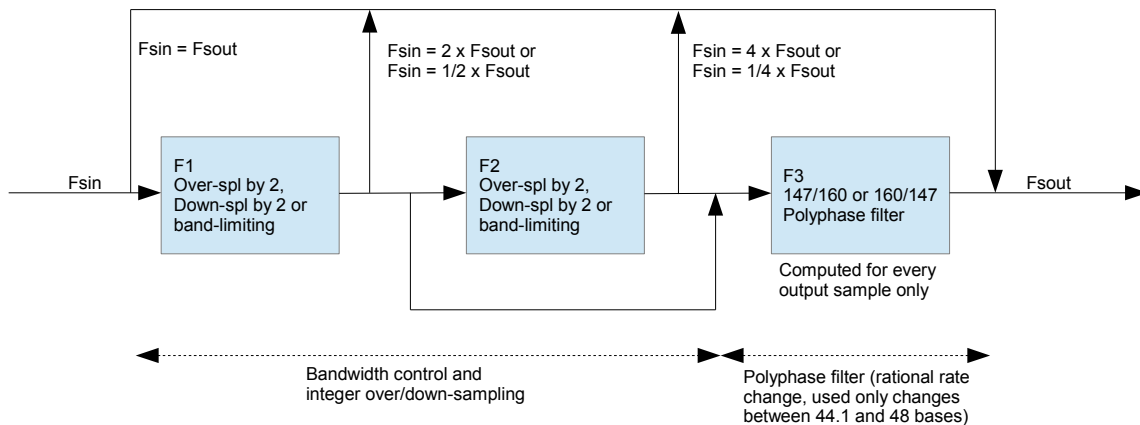 Fsin = Fsout
Fsin = 2 x Fsout or
Fsin = 1/2 x Fsout
Fsin = 4 x Fsout or
Fsin = 1/4 x Fsout
Fsin
F1
Over-spl by 2,
Down-spl by 2 or
band-limiting
F2
Over-spl by 2,
Down-spl by 2 or
band-limiting
F3
147/160 or 160/147
Polyphase filter
Fsout
Computed for every
output sample only
Bandwidth control and
integer over/down-sampling
Polyphase filter (rational rate
change, used only changes
between 44.1 and 48 bases)